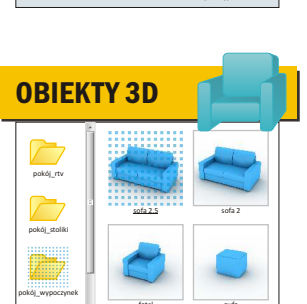 OBIEKTY 3D
pokój_rtv
sofa 2,5
sofa 2
pokój_stoliki
pokój_wypoczynek